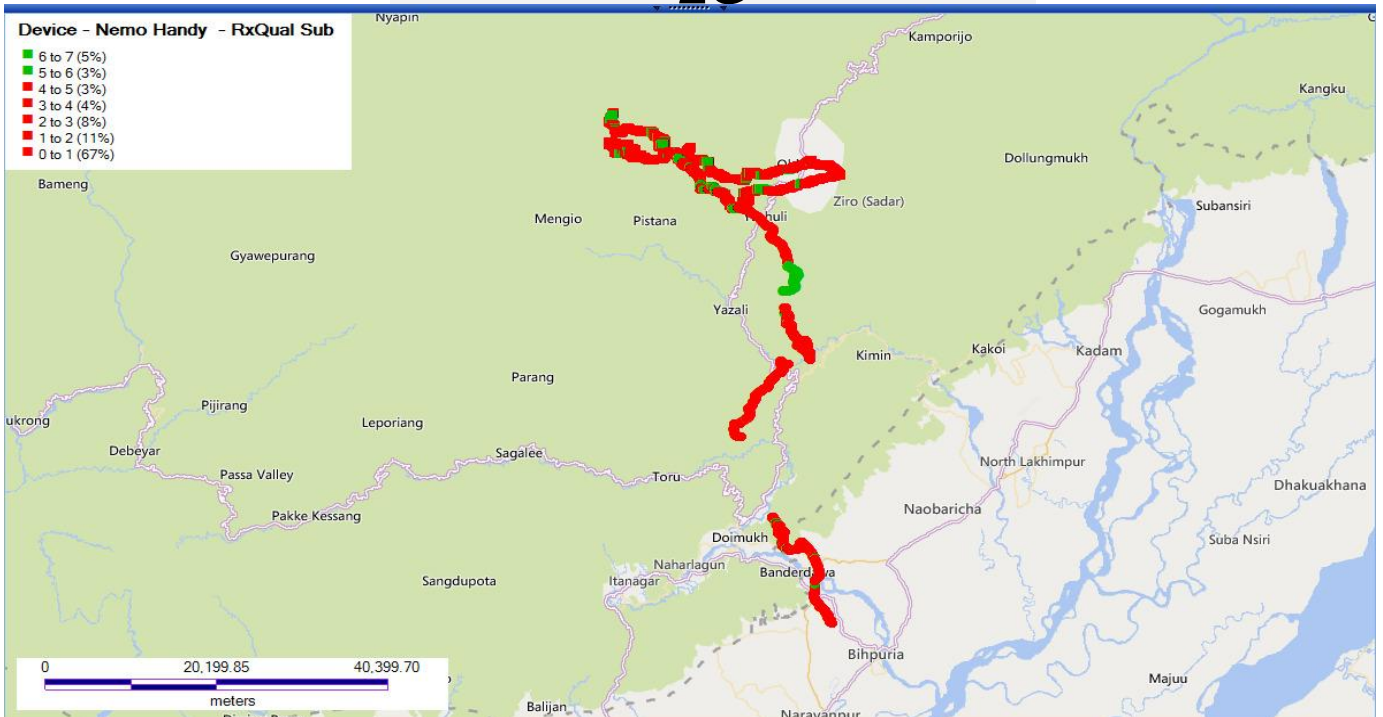 Nyapin
Device - Nemo Handy - RxQual Sub
6 to 7 (5%)
5 to 6 (3%)
4 to 5 (3%)
3 to 4 (4%)
2 to 3 (8%)
1 to 2 (11%)
0 to 1 (67%)
Kamporijo
Kangku
Dollungmukh
Bameng
Ziro (Sadar)
Subansiri
Mengio
Pistana
Gyawepurang
Yazali
Gogamukh
Kimin
Kakoi
Kadam
Parang
Pijirang
ukrong
Leporiang
Debeyar
Sagalee
Passa Valley
Toru
North Lakhimpur
Dhakuakhana
Pakke Kessang
Naobaricha
Doimukh
Suba Nsiri
Naharlagun
Sangdupota
Itanagar
Bihpuria
0 20,199.85 40,399.70
meters
Majuu
Balijan